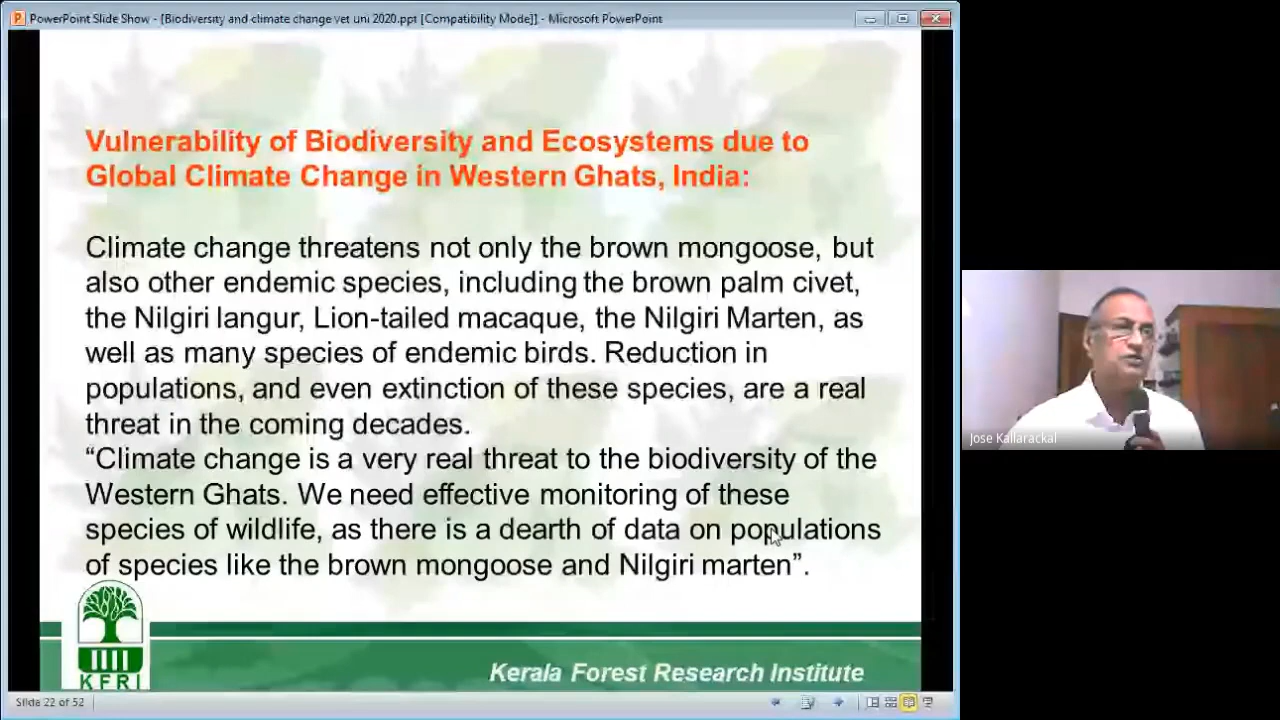 PowerPoint Slide Show - [Biodiversity and climate change vet uni 2020.ppt [Compatibility Mode]] - Microsoft PowerPoint
Vulnerability of Biodiversity and Ecosystems due to
Global Climate Change in Western Ghats, India:
Climate change threatens not only the brown mongoose, but
also other endemic species, including the brown palm civet,
the Nilgiri langur, Lion-tailed macaque, the Nilgiri Marten, as
well as many species of endemic birds. Reduction in
populations, and even extinction of these species, are a real
threat in the coming decades.
“Climate change is a very real threat to the biodiversity of the
Western Ghats. We need effective monitoring of these
species of wildlife, as there is a dearth of data on populations
of species like the brown mongoose and Nilgiri marten”.
KFRI
Kerala Forest Research Institute
Slide 22 of 52
Jose Kallarackal